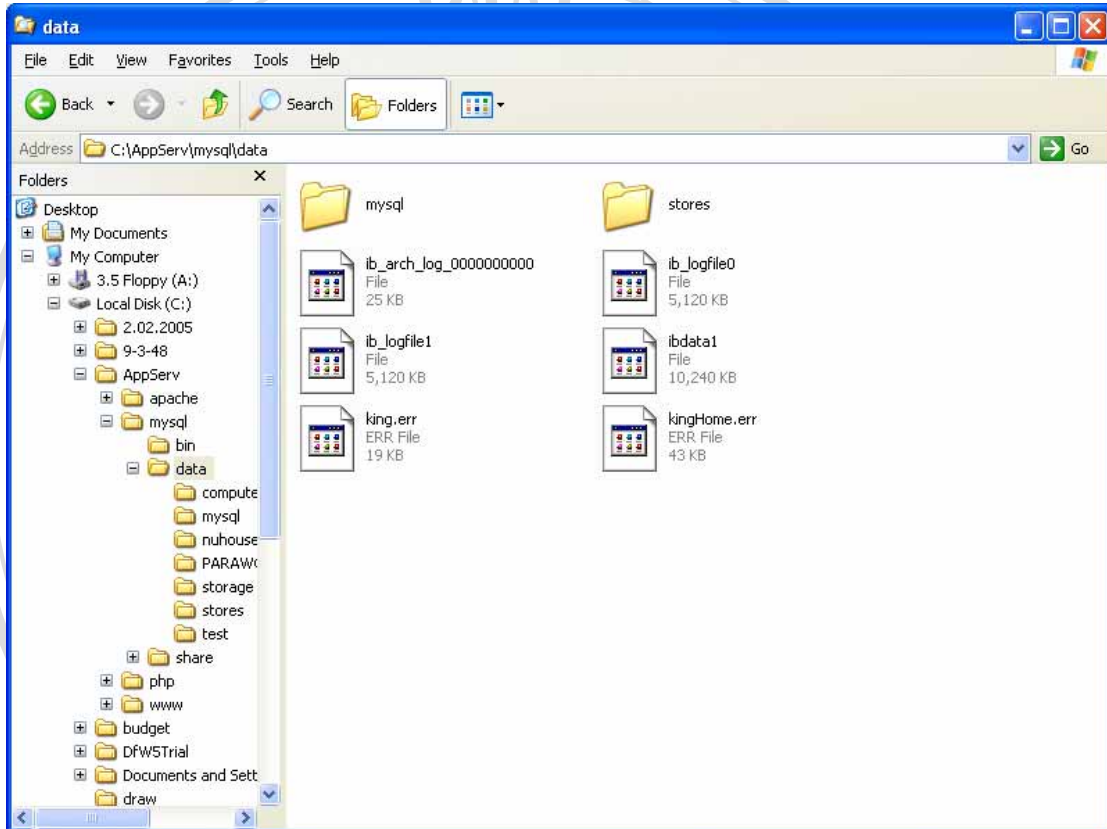 data
File Edit View Favorites Tools Help
Back Search Folders
Address C:\AppServ\mysql\data Go
Folders
Desktop
My Documents
My Computer
3.5 Floppy (A:)
Local Disk (C:)
2.02.2005
9-3-48
AppServ
apache
mysql
bin
data
compute
mysql
nuhouse
PARAW
storage
stores
test
share
php
www
budget
DfW5Trial
Documents and Sett
draw
mysql
stores
ib_arch_log_0000000000
File
25 KB
ib_logfile0
File
5,120 KB
ib_logfile1
File
5,120 KB
ibdata1
File
10,240 KB
king.err
ERR File
19 KB
kingHome.err
ERR File
43 KB